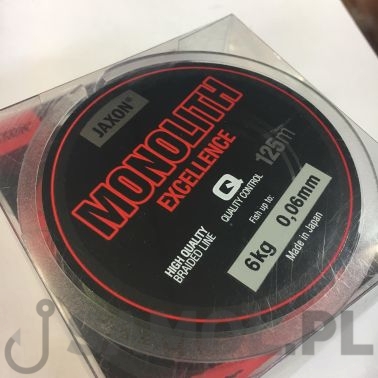 JAXON®
MONOLITH
EXCELLENCE
125m
Q
QUALITY CONTROL
HIGH QUALITY
BRAIDED LINE
Fish up to:
6kg 0,06mm
Made in Japan